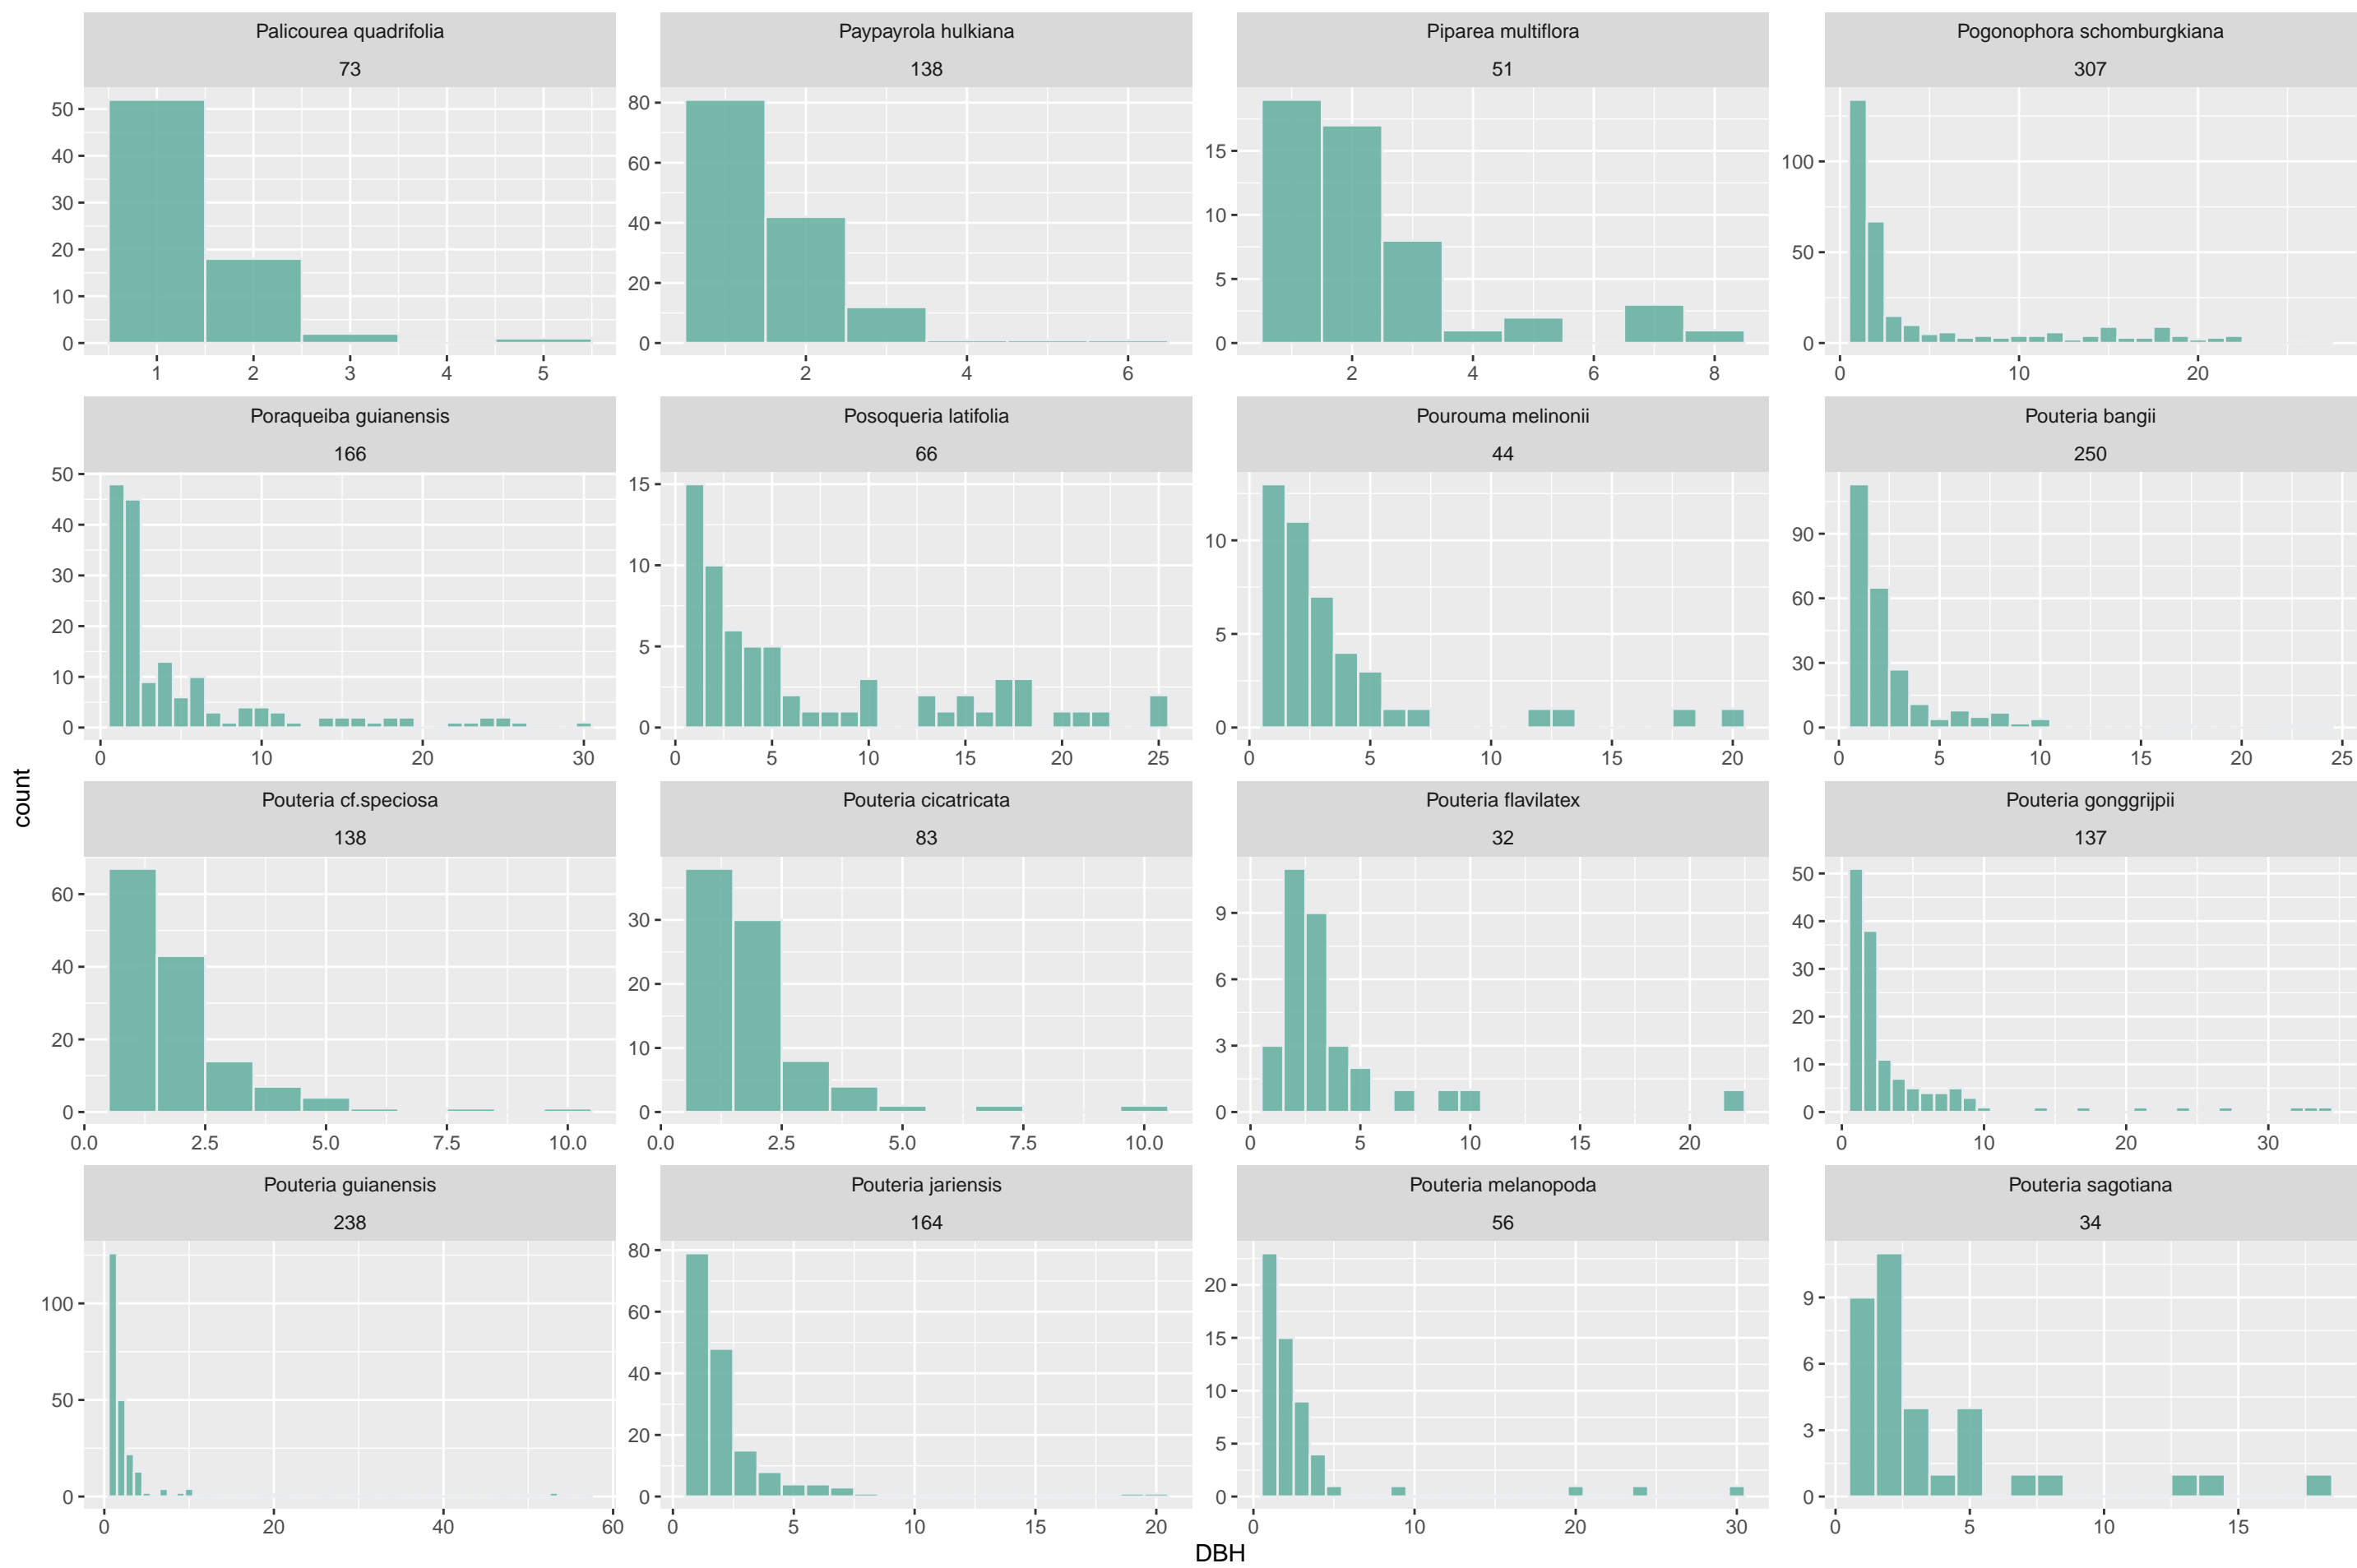 Palicourea quadrifolia
73
Paypayrola hulkiana
138
Piparea multiflora
51
Pogonophora schomburgkiana
307
50
40
30
20
10
0
1 2 3 4 5
80
60
40
20
0
2 4 6
15
10
5
0
2 4 6 8
100
50
0
0 10 20
Poraqueiba guianensis
166
Posoqueria latifolia
66
Pourouma melinonii
44
Pouteria bangii
250
50
40
30
20
10
0
0 10 20 30
15
10
5
0
0 5 10 15 20 25
10
5
0
0 5 10 15 20
90
60
30
0
0 5 10 15 20 25
count
Pouteria cf.speciosa
138
Pouteria cicatricata
83
Pouteria flavilatex
32
Pouteria gonggrijpii
137
60
40
20
0
0.0 2.5 5.0 7.5 10.0
30
20
10
0
0.0 2.5 5.0 7.5 10.0
9
6
3
0
0 5 10 15 20
50
40
30
20
10
0
0 10 20 30
Pouteria guianensis
238
Pouteria jariensis
164
Pouteria melanopoda
56
Pouteria sagotiana
34
100
50
0
0 20 40 60
80
60
40
20
0
0 5 10 15 20
20
15
10
5
0
0 10 20 30
9
6
3
0
0 5 10 15
DBH